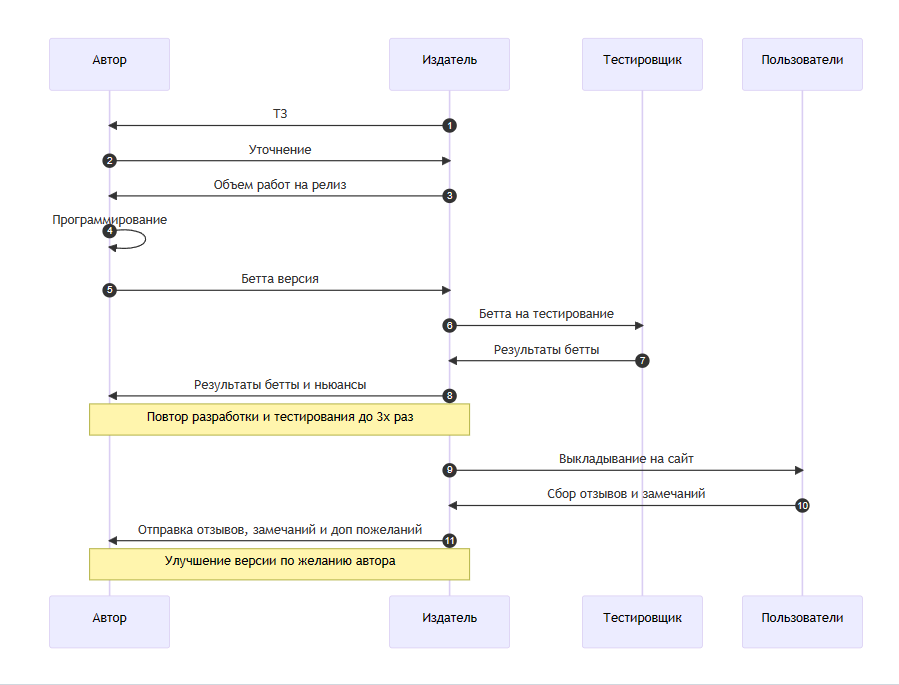 Автор
Издатель
Тестировщик
Пользователи
ТЗ
1
Уточнение
2
Объем работ на релиз
3
Программирование
4
Бетта версия
5
Бетта на тестирование
6
Результаты бетты
7
Результаты бетты и ньюансы
8
Повтор разработки и тестирования до 3х раз
Выкладывание на сайт
9
Сбор отзывов и замечаний
10
Отправка отзывов, замечаний и доп пожеланий
11
Улучшение версии по желанию автора
Автор
Издатель
Тестировщик
Пользователи